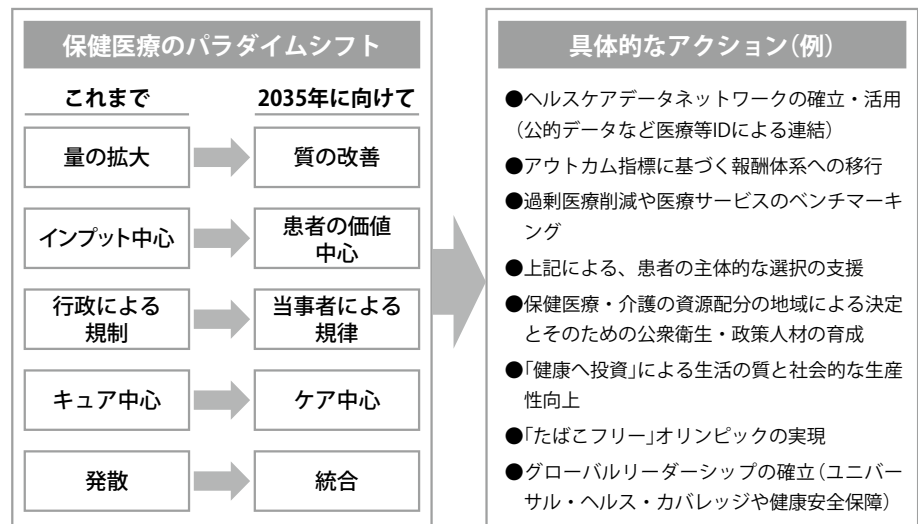 保健医療のパラダイムシフト
これまで
2035年に向けて
量の拡大
質の改善
インプット中心
患者の価値
中心
行政による
規制
当事者による
規律
キュア中心
ケア中心
発散
統合
具体的なアクション(例)
●ヘルスケアデータネットワークの確立・活用
(公的データなど医療等IDによる連結)
●アウトカム指標に基づく報酬体系への移行
●過剰医療削減や医療サービスのベンチマーキ
ング
●上記による、患者の主体的な選択の支援
●保健医療・介護の資源配分の地域による決定
とそのための公衆衛生・政策人材の育成
●「健康へ投資」による生活の質と社会的な生産
性向上
●「たばこフリー」オリンピックの実現
●グローバルリーダーシップの確立(ユニバー
サル・ヘルス・カバレッジや健康安全保障)